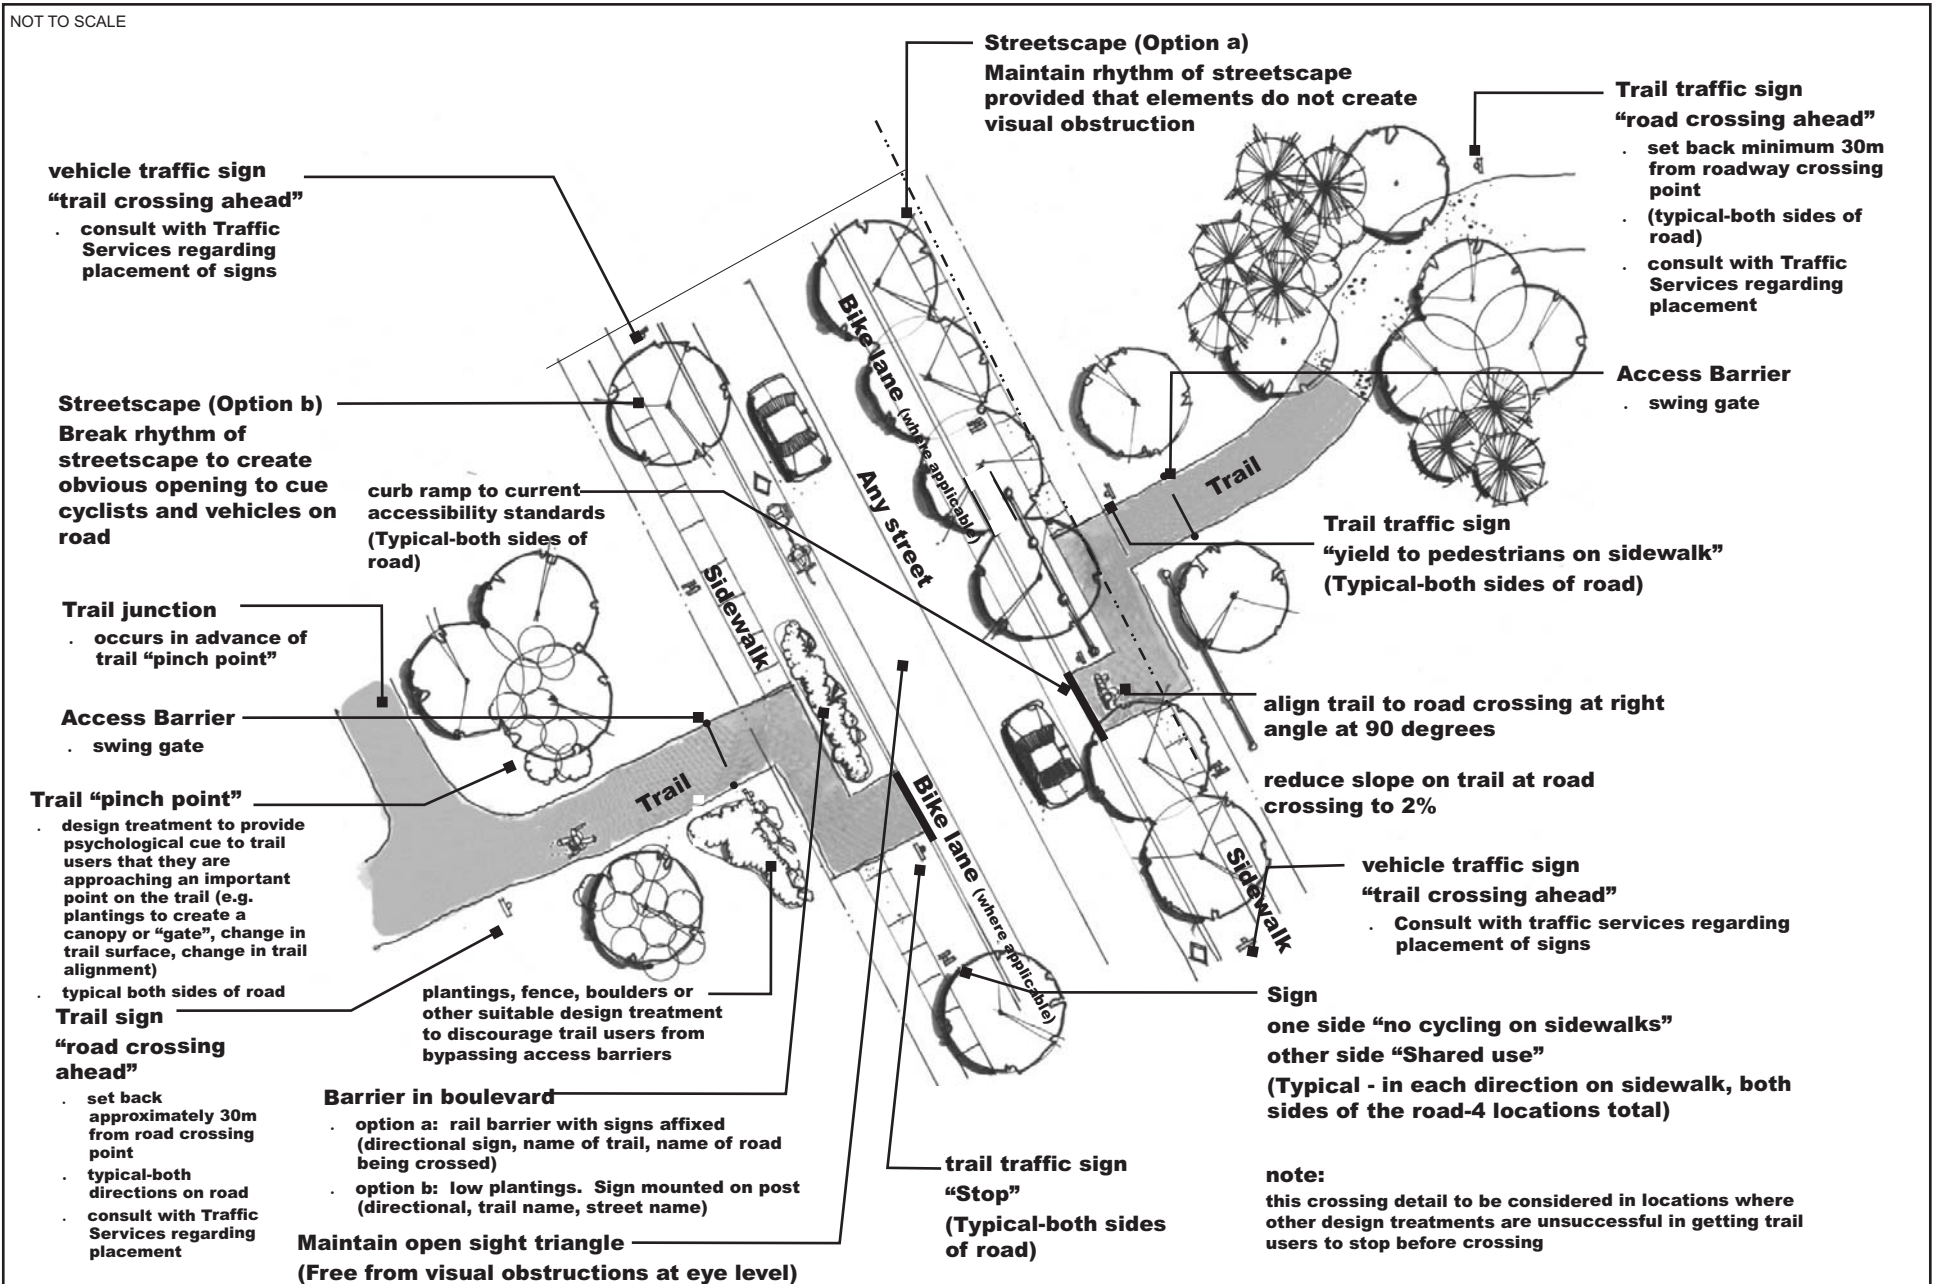 NOT TO SCALE
Streetscape (Option a)
Maintain rhythm of streetscape
provided that elements do not create
visual obstruction
Trail traffic sign
“road crossing ahead”
. set back minimum 30m
from roadway crossing
point
. (typical-both sides of
road)
. consult with Traffic
Services regarding
placement
vehicle traffic sign
“trail crossing ahead”
. consult with Traffic
Services regarding
placement of signs
Access Barrier
. swing gate
Streetscape (Option b)
Break rhythm of
streetscape to create
obvious opening to cue
cyclists and vehicles on
road
curb ramp to current
accessibility standards
(Typical-both sides of
road)
Bike lane (where applicable)
Any street
Trail
Sidewalk
Trail traffic sign
“yield to pedestrians on sidewalk”
(Typical-both sides of road)
Trail junction
. occurs in advance of
trail “pinch point”
Access Barrier
. swing gate
align trail to road crossing at right
angle at 90 degrees
reduce slope on trail at road
crossing to 2%
Trail “pinch point”
. design treatment to provide
psychological cue to trail
users that they are
approaching an important
point on the trail (e.g.
plantings to create a
canopy or “gate”, change in
trail surface, change in trail
alignment)
. typical both sides of road
Trail
Bike lane (where applicable)
Sidewalk
vehicle traffic sign
“trail crossing ahead”
. Consult with traffic services regarding
placement of signs
Trail sign
“road crossing
ahead”
. set back
approximately 30m
from road crossing
point
. typical-both
directions on road
. consult with Traffic
Services regarding
placement
plantings, fence, boulders or
other suitable design treatment
to discourage trail users from
bypassing access barriers
Sign
one side “no cycling on sidewalks”
other side “Shared use”
(Typical - in each direction on sidewalk, both
sides of the road-4 locations total)
Barrier in boulevard
. option a: rail barrier with signs affixed
(directional sign, name of trail, name of road
being crossed)
. option b: low plantings. Sign mounted on post
(directional, trail name, street name)
Maintain open sight triangle
(Free from visual obstructions at eye level)
trail traffic sign
“Stop”
(Typical-both sides
of road)
note:
this crossing detail to be considered in locations where
other design treatments are unsuccessful in getting trail
users to stop before crossing